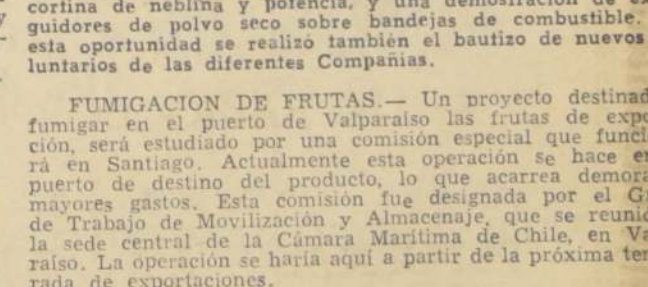 cortina de neblina y potencia, y una demostración de ex
guidores de polvo seco sobre bandejas de combustible.
esta oportunidad se realizó también el bautizo de nuevos
luntarios de las diferentes Compañías.
FUMIGACION DE FRUTAS.— Un proyecto destinad
fumigar en el puerto de Valparaíso las frutas de expo
ción, será estudiado por una comisión especial que funci
rá en Santiago. Actualmente esta operación se hace e
puerto de destino del producto, lo que acarrea demora
mayores gastos. Esta comisión fue designada por el G
de Trabajo de Movilización y Almacenaje, que se reunió
la sede central de la Cámara Marítima de Chile, en Va
raíso. La operación se haría aquí a partir de la próxima tem
rada de exportaciones.